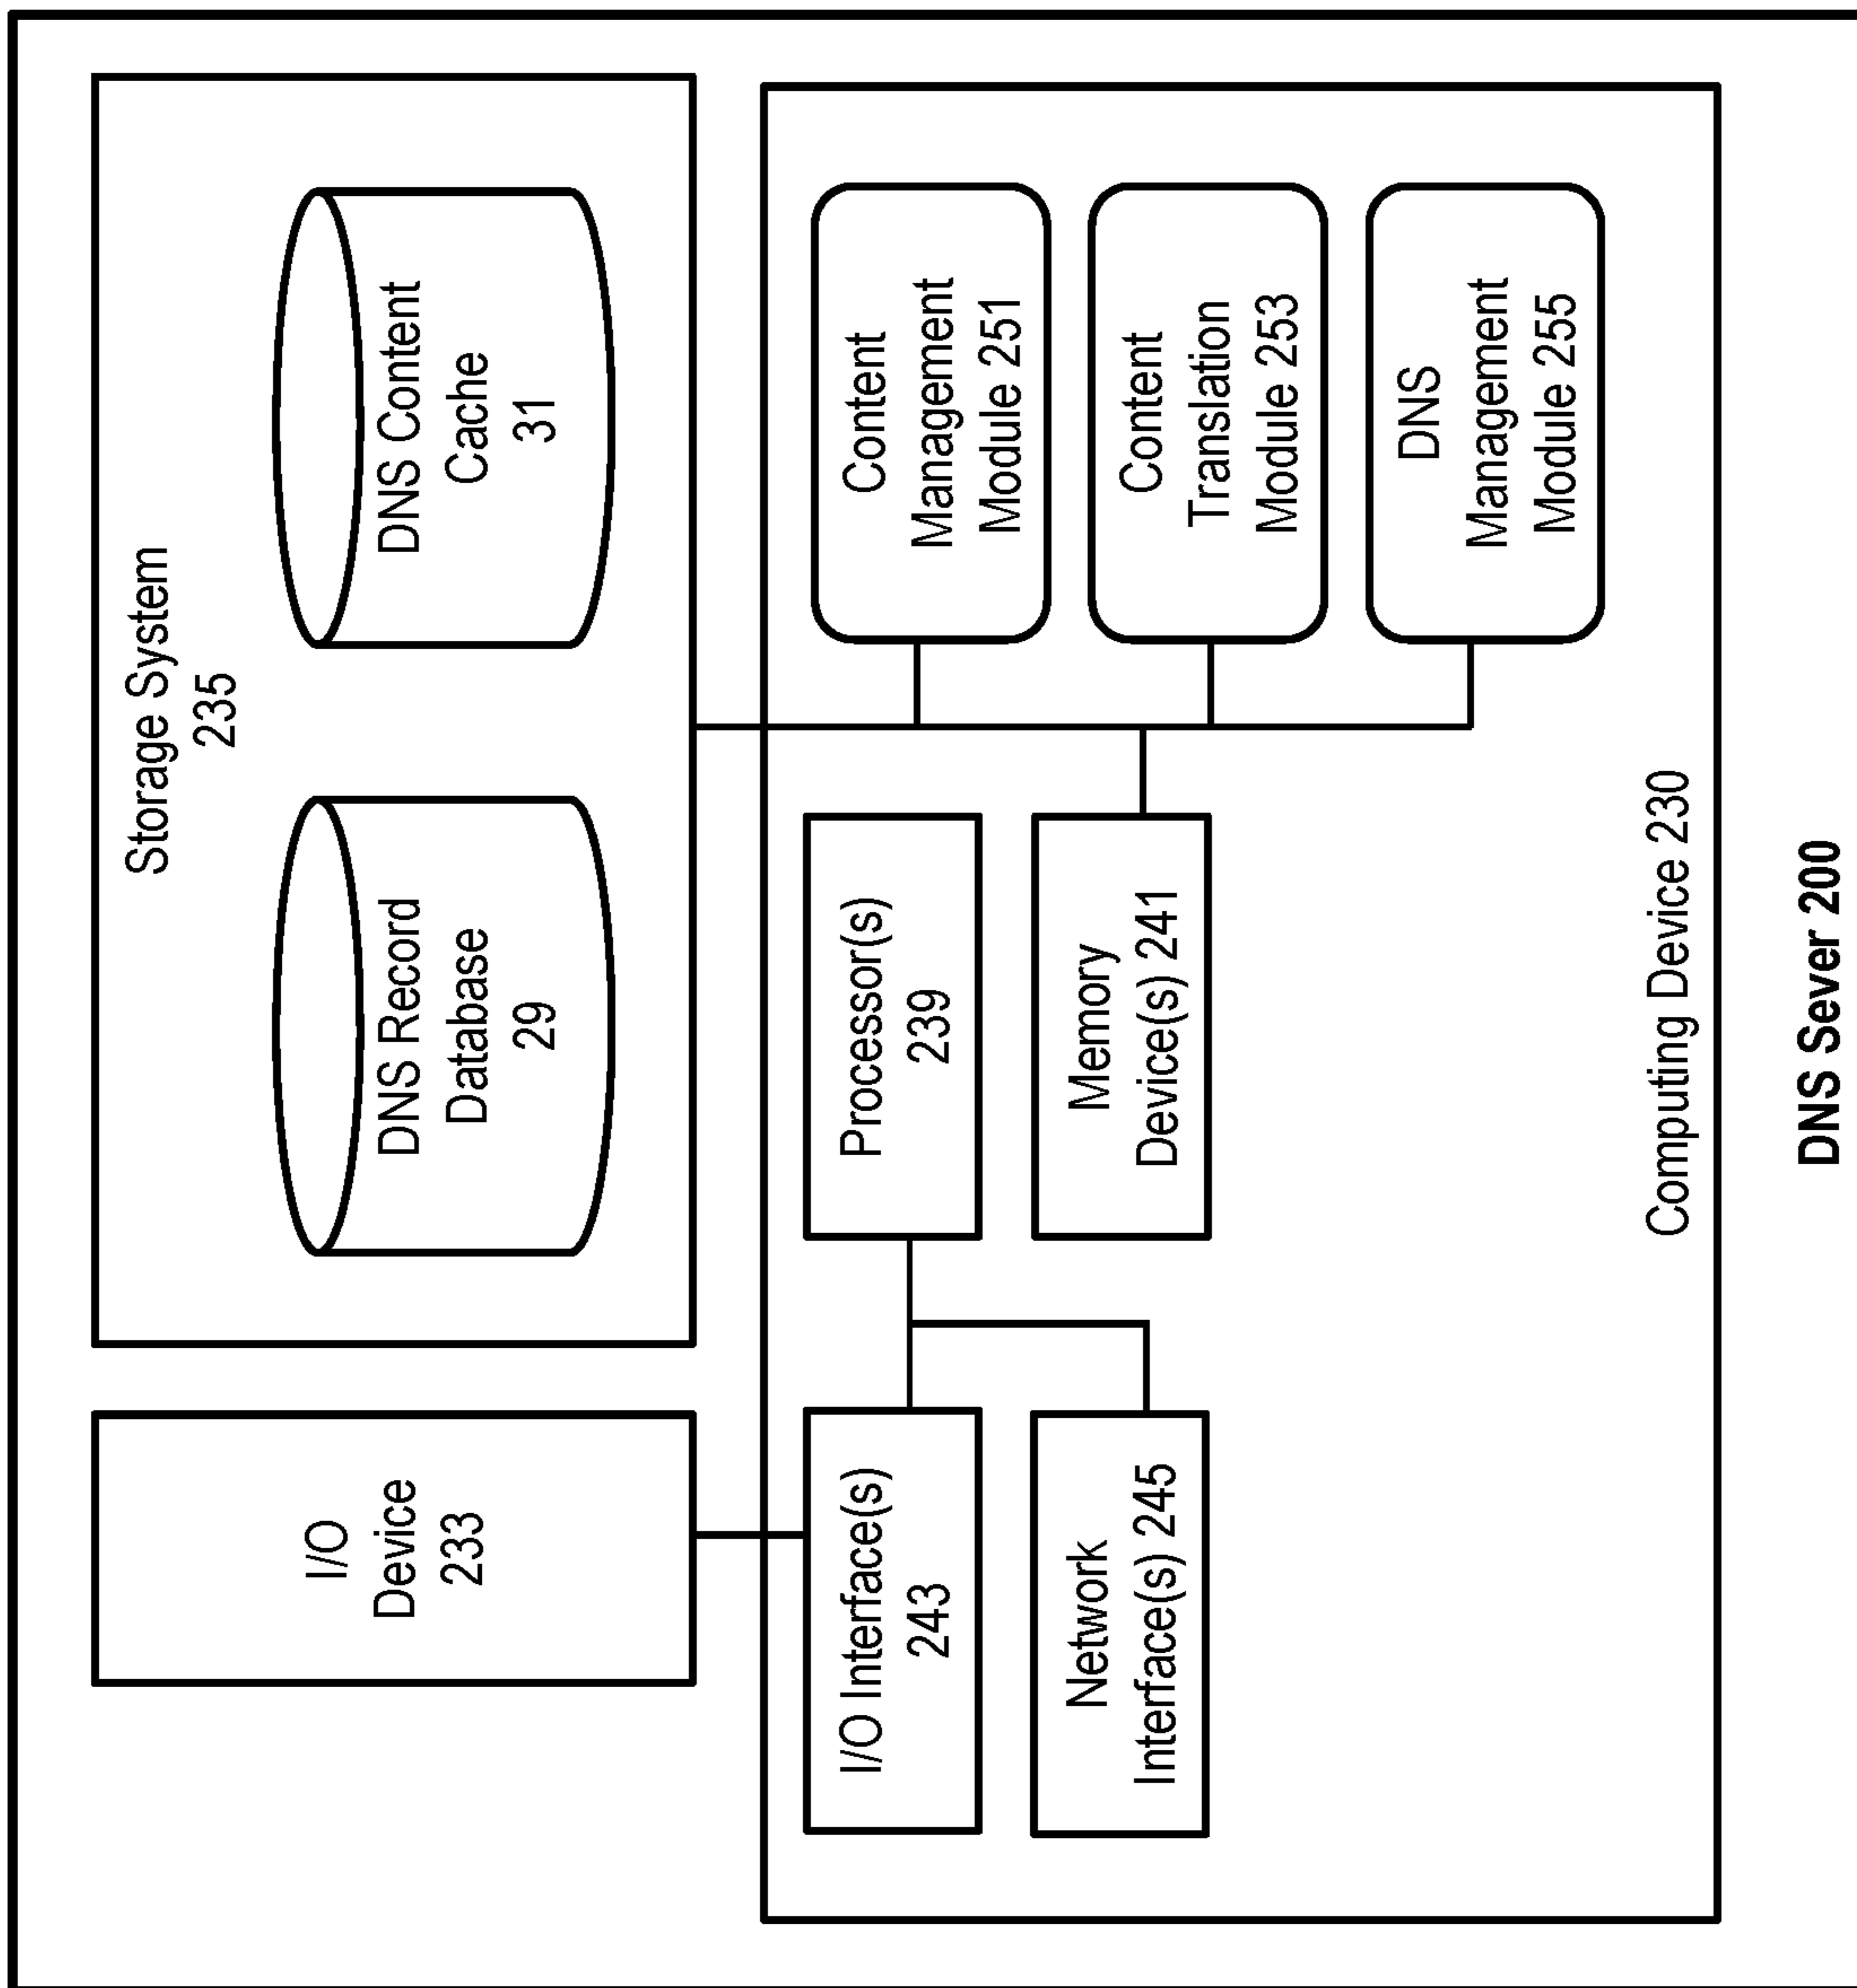 I/O
Device
233
Storage System
235
DNS Record
Database
29
DNS Content
Cache
31
I/O Interface(s)
243
Network
Interface(s) 245
Processor(s)
239
Memory
Device(s) 241
Content
Management
Module 251
Content
Translation
Module 253
DNS
Management
Module 255
Computing Device 230
DNS Sever 200